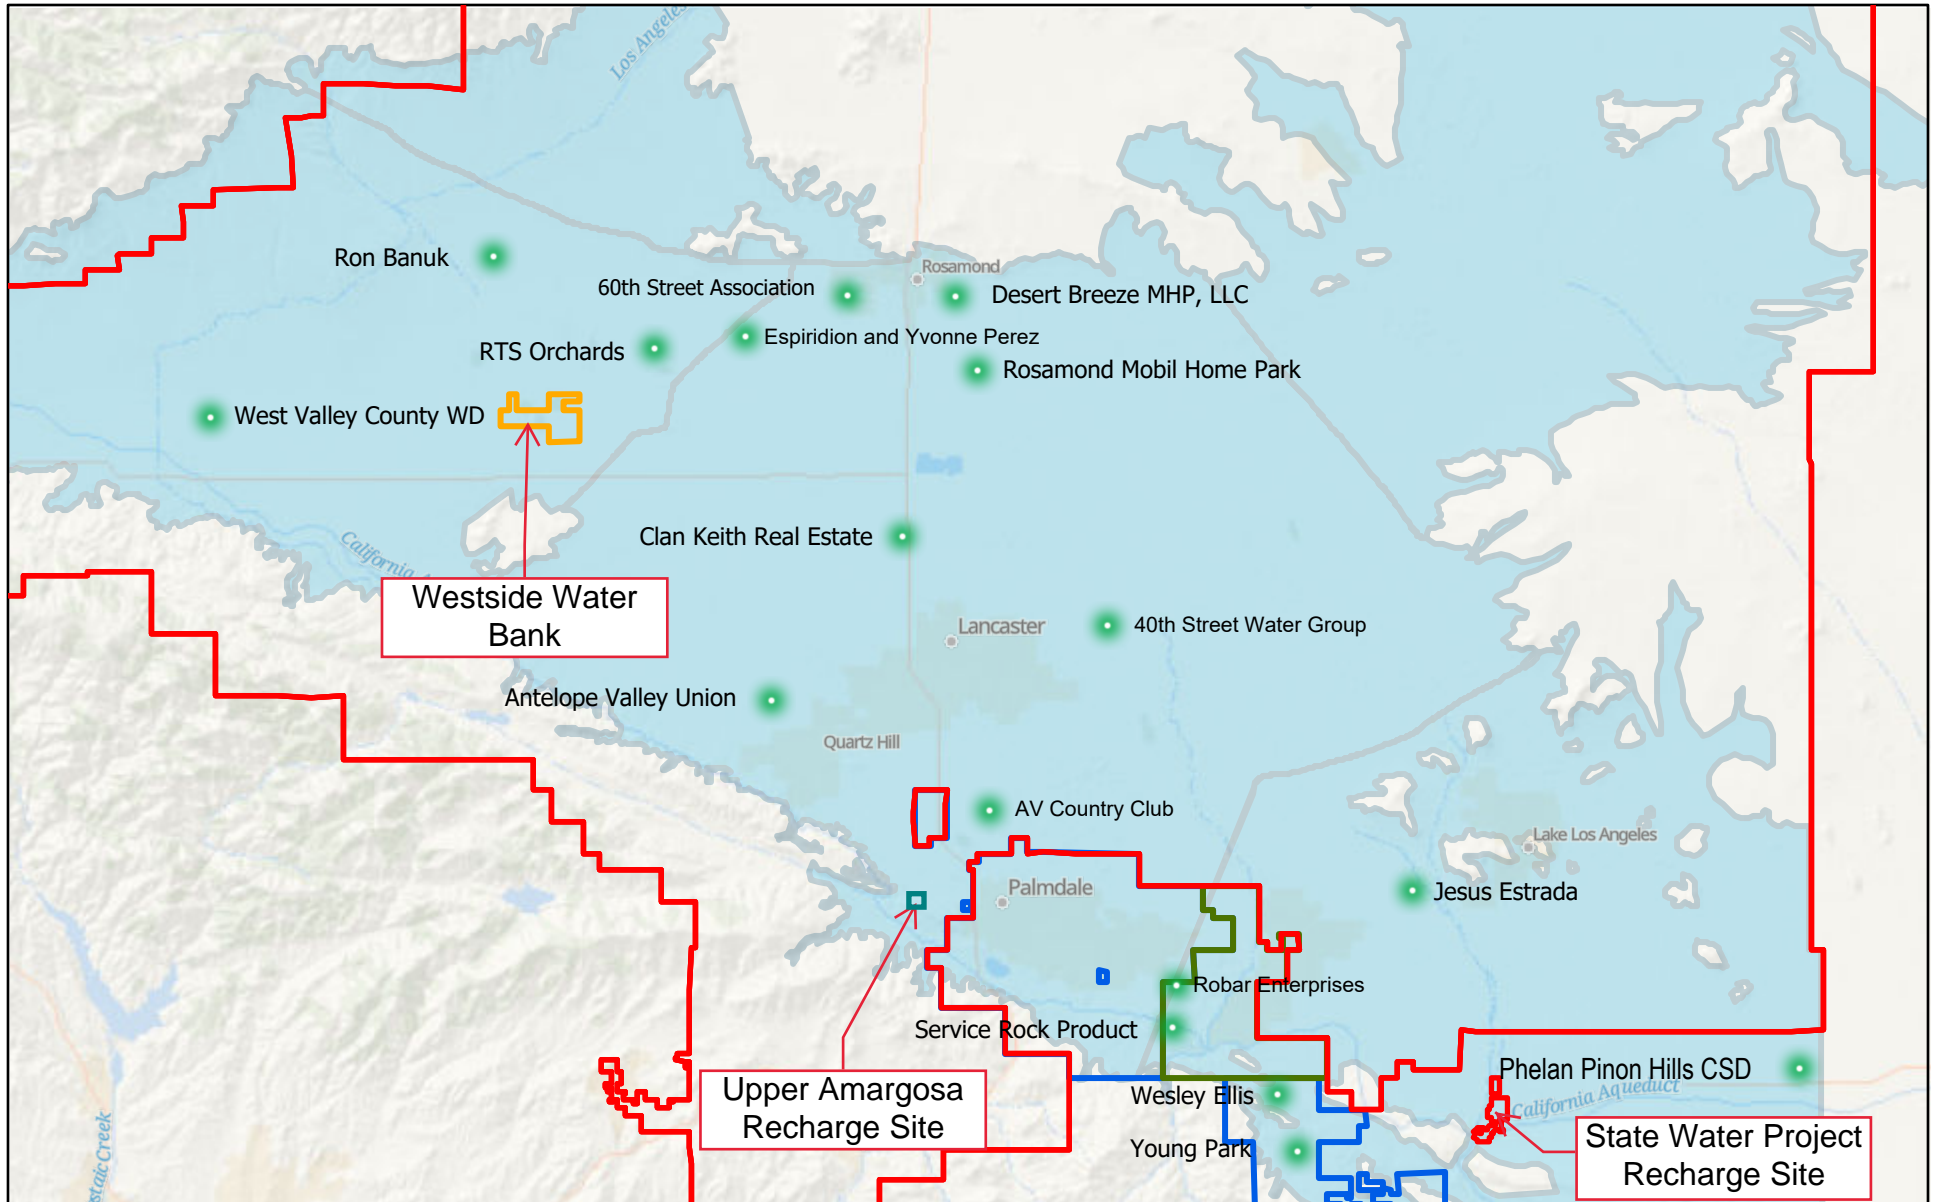 Los Angeles
Ron Banuk
Rosamond
60th Street Association
Desert Breeze MHP, LLC
Espiridion and Yvonne Perez
RTS Orchards
Rosamond Mobil Home Park
West Valley County WD
Clan Keith Real Estate
California A
Westside Water
Bank
Lancaster
40th Street Water Group
Antelope Valley Union
Quartz Hill
AV Country Club
Lake Los Angeles
Palmdale
Jesus Estrada
Robar Enterprises
Service Rock Product
Phelan Pinon Hills CSD
Upper Amargosa
Recharge Site
Wesley Ellis
California Aqueduct
Young Park
State Water Project
Recharge Site
staic Creek